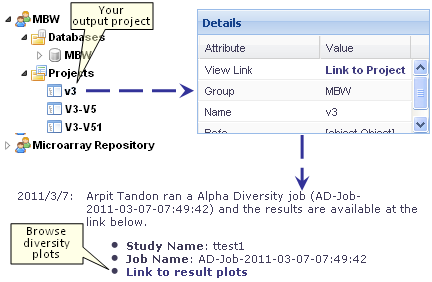 Your
output project
MBW
Databases
MBW
Projects
v3
V3-V5
V3-V51
Microarray Repository
Details
Attribute Value
View Link Link to Project
Group MBW
Name v3
Refs [object Object]
2011/3/7: Arpit Tandon ran a Alpha Diversity job (AD-Job-
2011-03-07-07:49:42) and the results are available at the
link below.
Browse
diversity
plots
Study Name: ttest1
Job Name: AD-Job-2011-03-07-07:49:42
Link to result plots